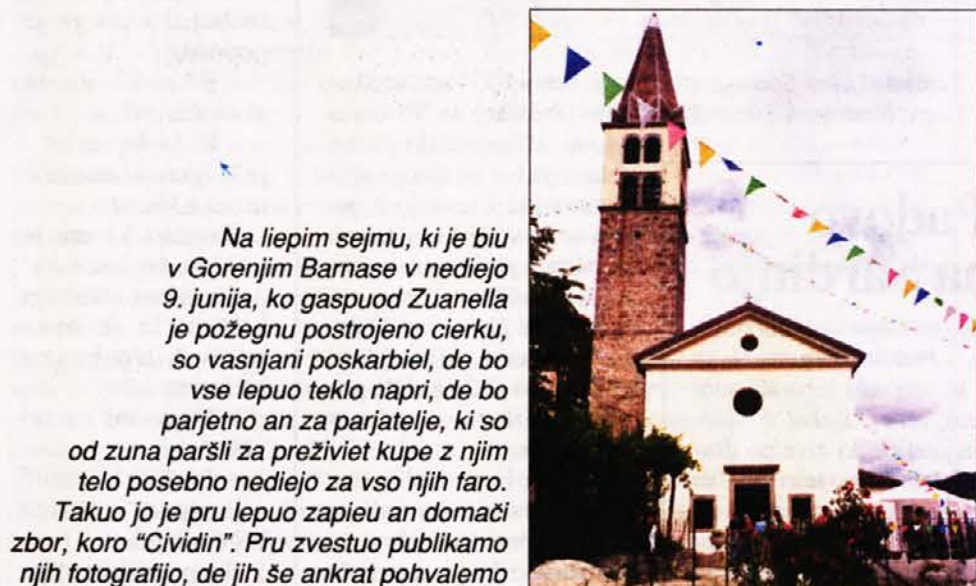 Na liepim sejmu, ki je biu
v Gorenjim Barnase v nediejo
9. junija, ko gaspuod Zuanella
je požegnu postrojeno cierku,
so vasnjani poskarbiel, de bo
vse lepuo teklo napri, de bo
parjetno an za parjatelje, ki so
od zuna paršli za preživiet kupe z njim
telo posebno nediejo za vso njih faro.
Takuo jo je pru lepuo zapieu an domači
zbor, koro "Cividin". Pru zvestuo publikamo
njih fotografijo, de jih še ankrat pohvalemo